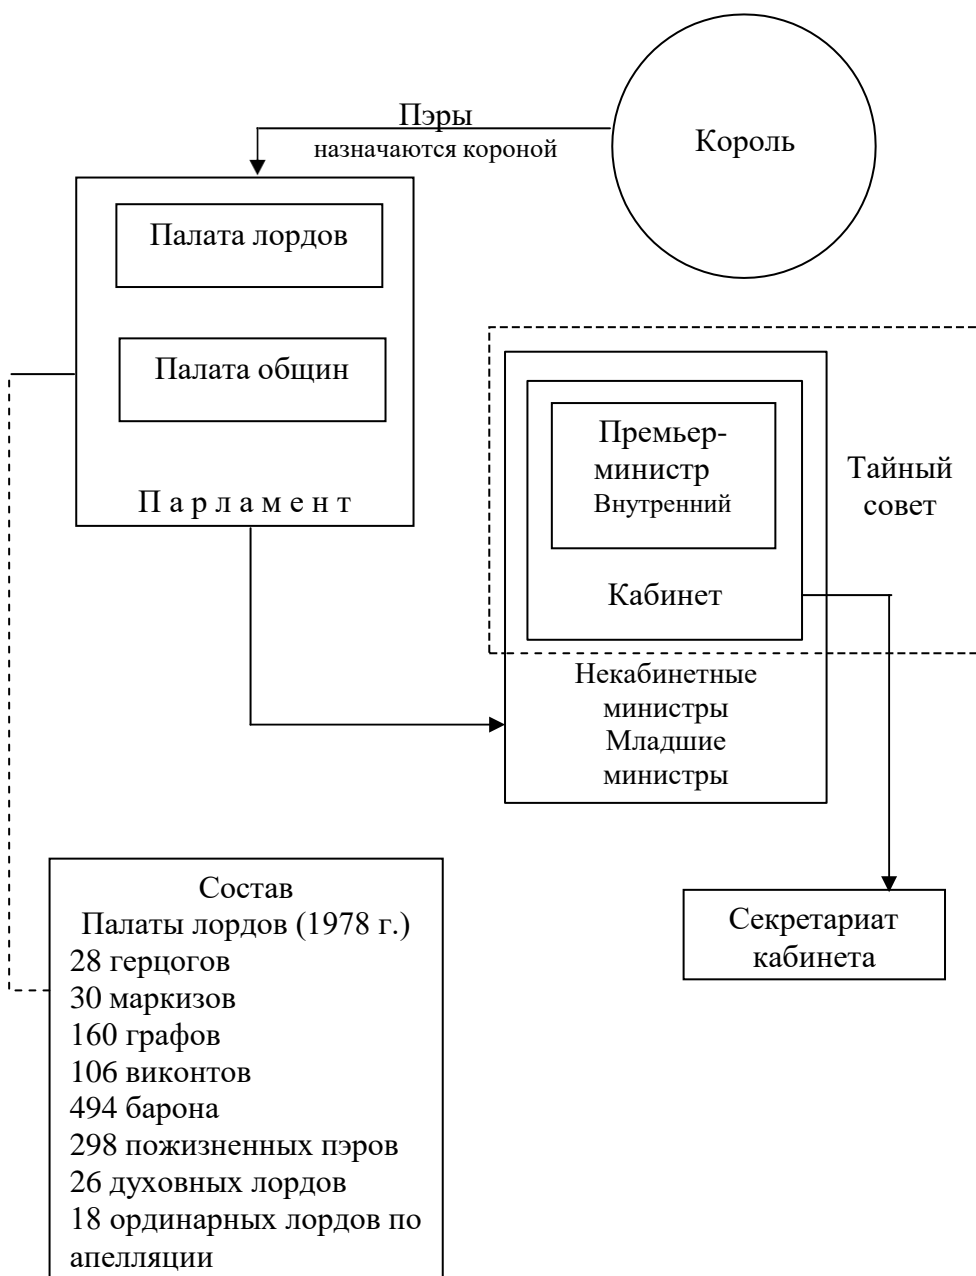 Пэры
назначаются короной
Король
Палата лордов
Палата общин
Парламент
Премьер-
министр
Внутренний
Кабинет
Тайный
совет
Некабинетные
министры
Младшие
министры
Состав
Палаты лордов (1978 г.)
28 герцогов
30 маркизов
160 графов
106 виконтов
494 барона
298 пожизненных пэров
26 духовных лордов
18 ординарных лордов по
апелляции
Секретариат
кабинета